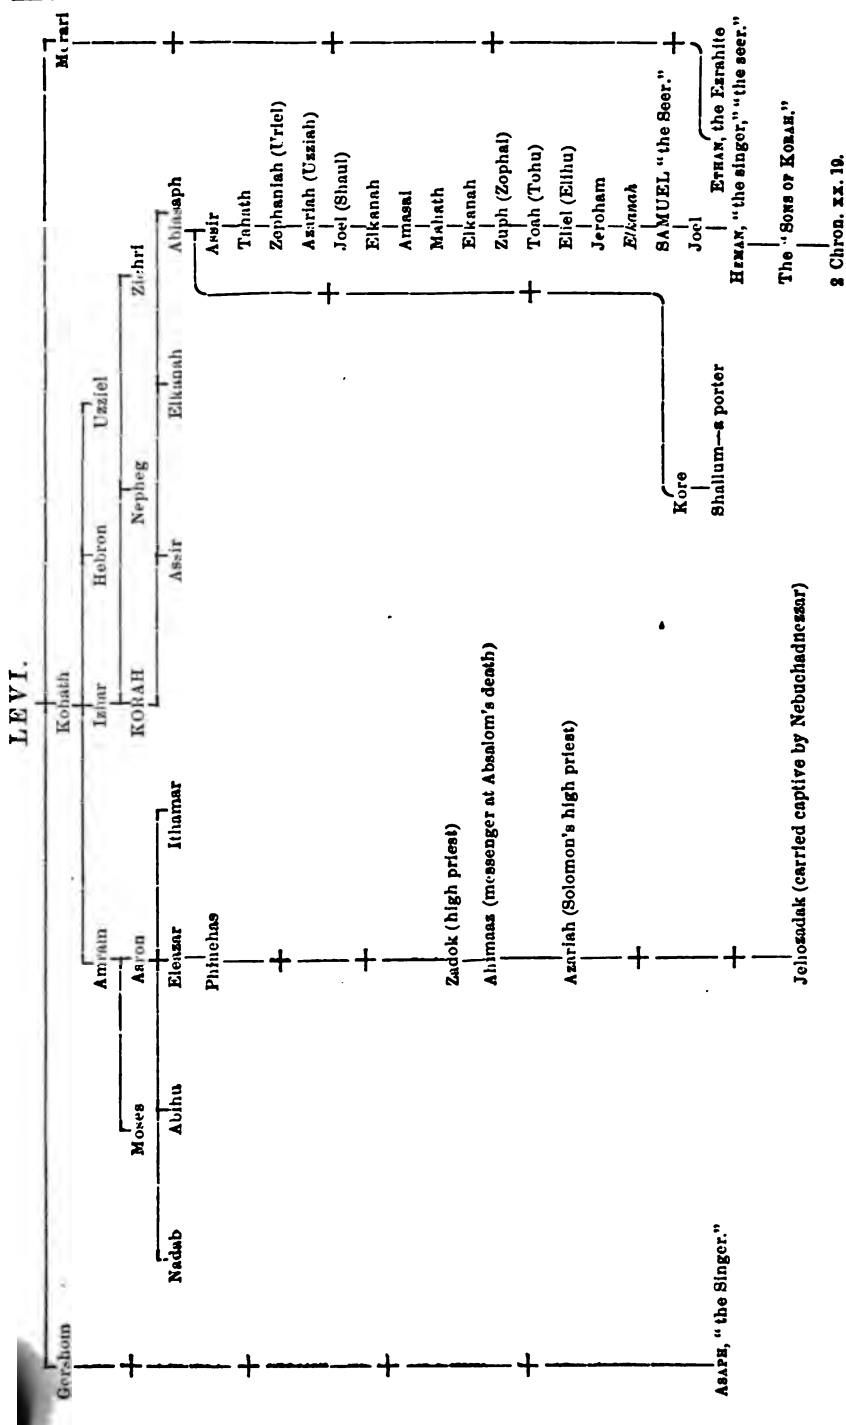 LEVI.
Gershom Kohath Merari
Amram Izhar Hebron Uzziel
Moses Aaron KORAH Nepheg Zichri
Nadab Abihu Eleazar Ithamar Assir Elkanah Abiasaph
Phinehas Assir
Tahath
Zephaniah (Uriel)
Azariah (Uzziah)
Joel (Shaul)
Elkanah
Amasai
Mahath
Zadok (high priest)
Elkanah
Ahimaaz (messenger at Absalom's death) Zuph (Zophai)
Toah (Tohu)
Azariah (Solomon's high priest) Eliel (Elihu)
Jeroham
Elkanah
SAMUEL "the Seer."
Kore Joel
ASAPH, "the Singer." Shallum—a porter ETHAN, the Ezrahite
HEMAN, "the singer," "the seer."
The "SONS OF KORAH."
Jehozadak (carried captive by Nebuchadnezzar)
2 Chron. xx. 19.